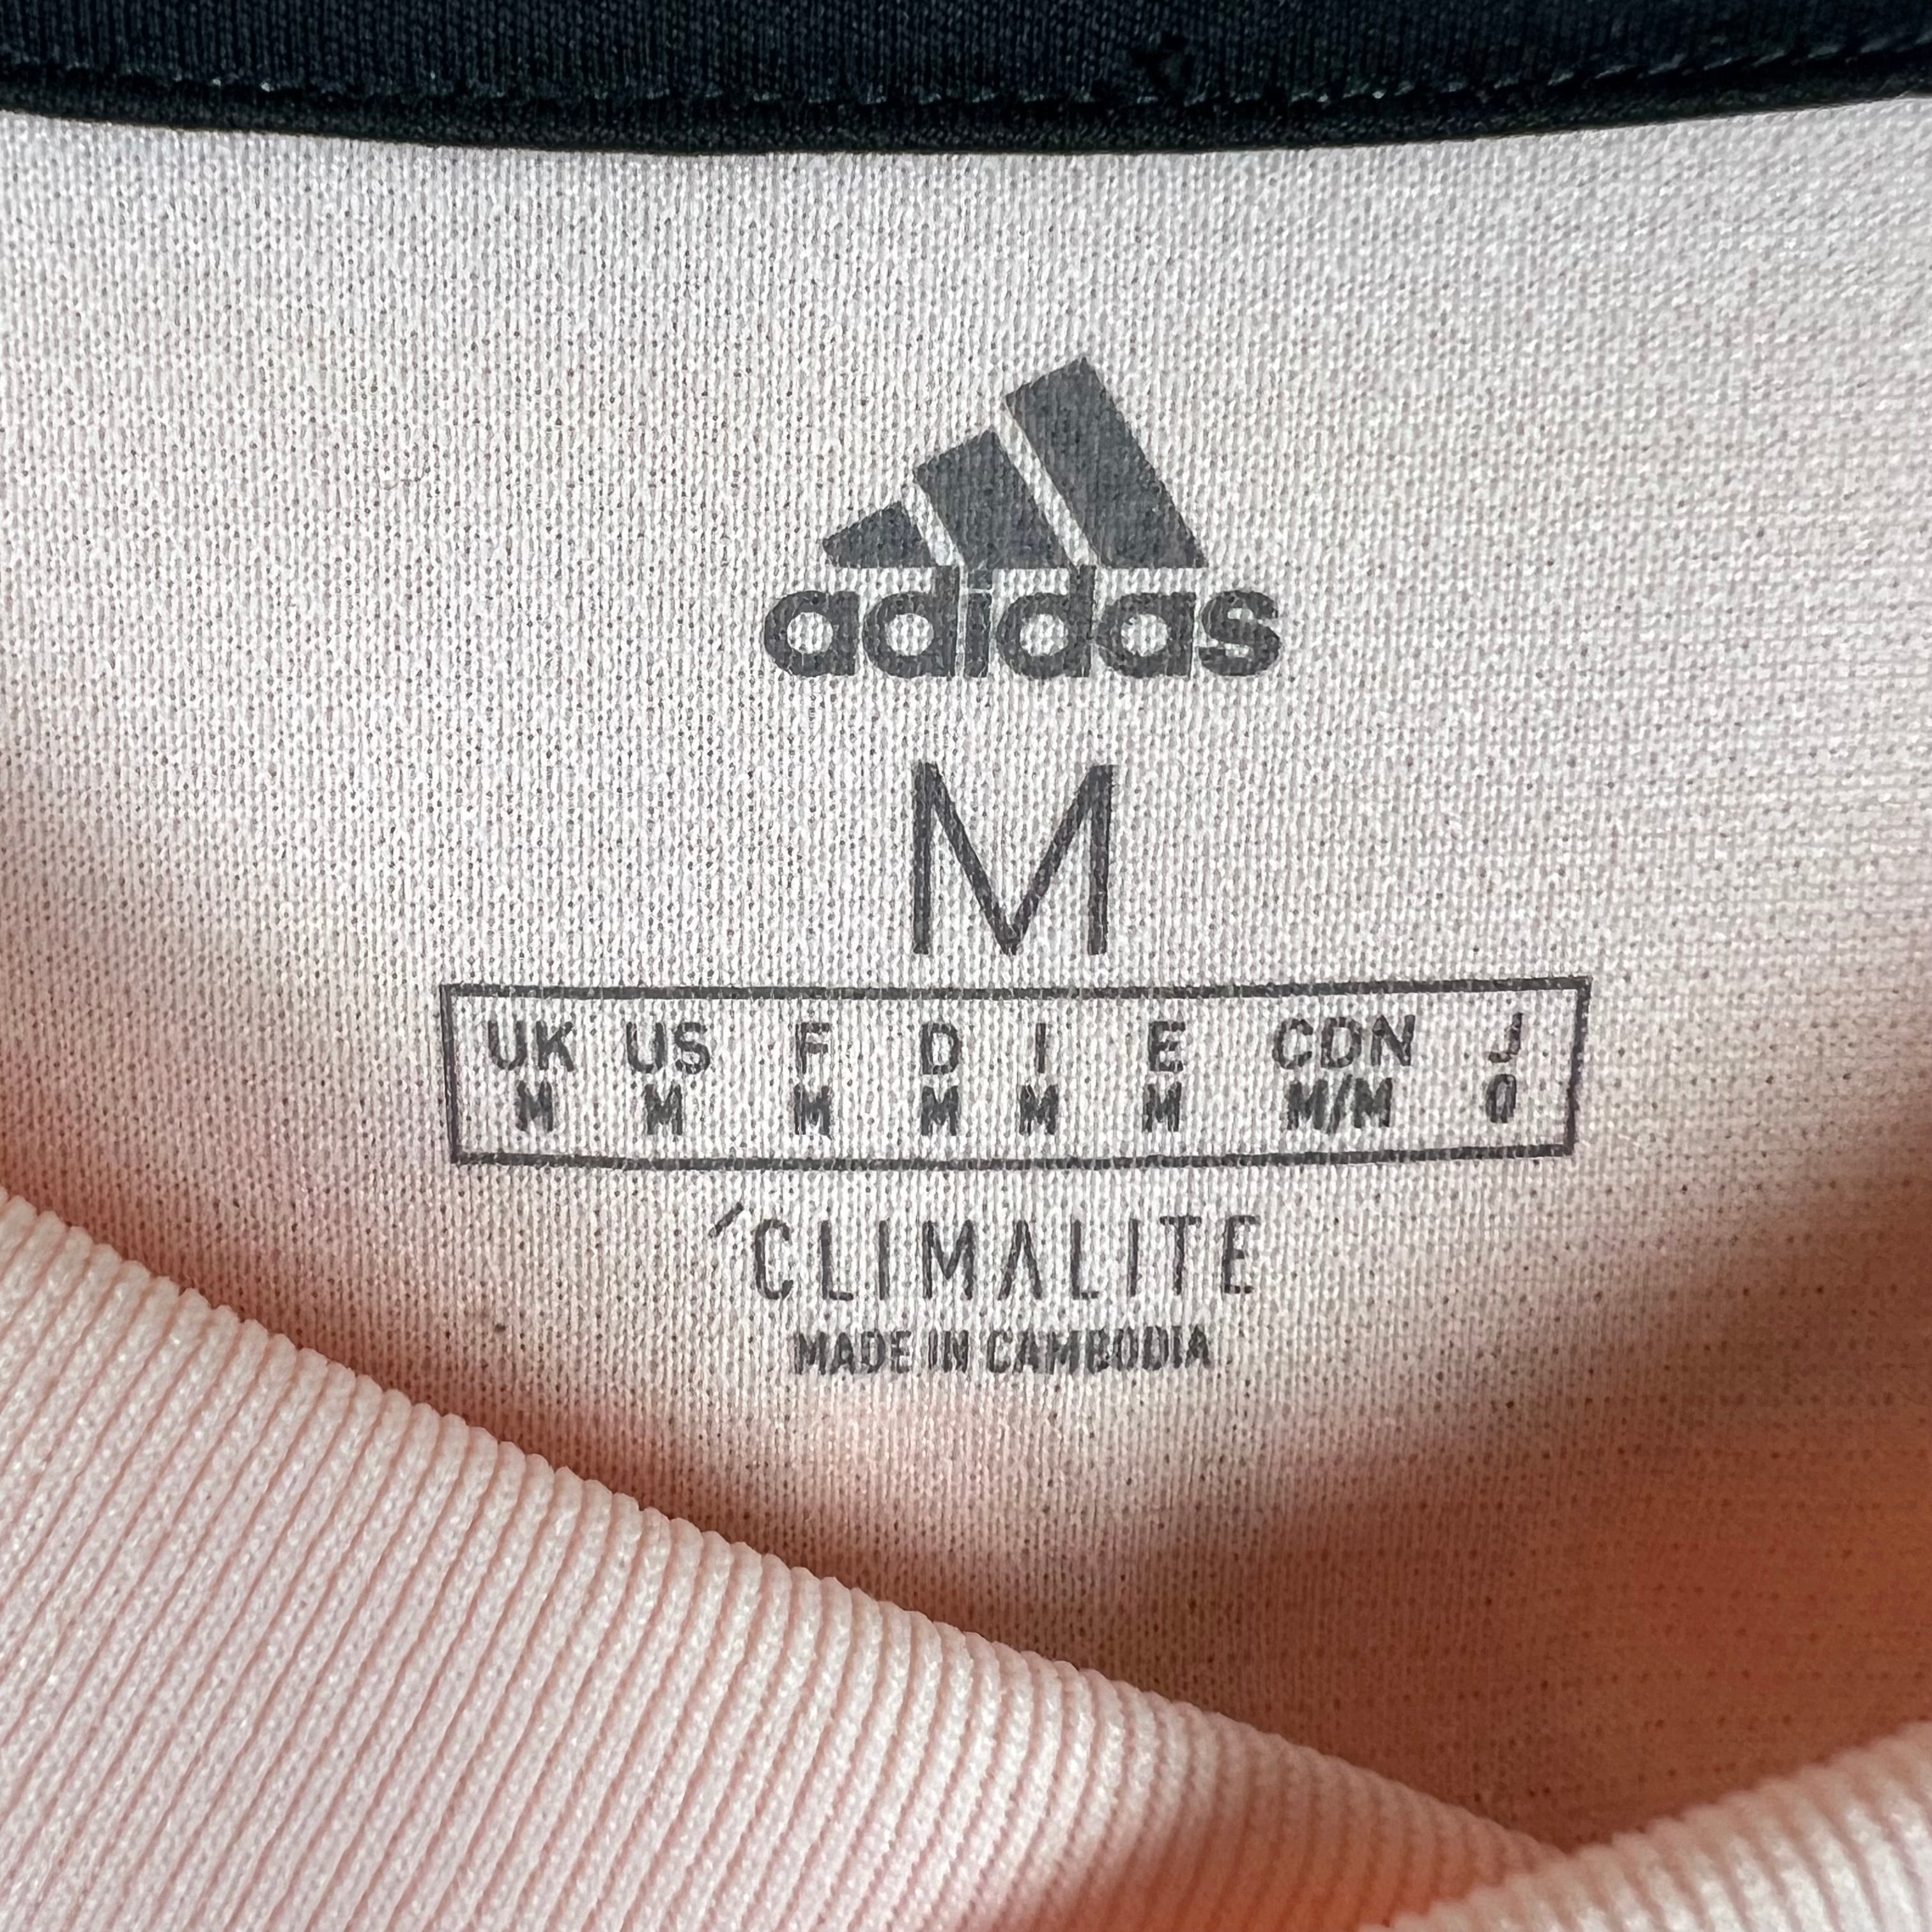 adidas
M
UK US F D I E CDN J
M M M M M M M/M O
CLIMALITE
MADE IN CAMBODIA